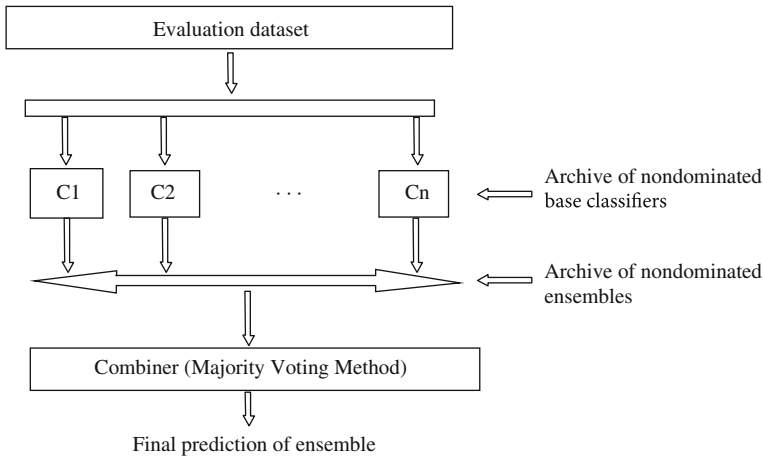 Evaluation dataset
C1
C2
. . .
Cn
Archive of nondominated
base classifiers
Archive of nondominated
ensembles
Combiner (Majority Voting Method)
Final prediction of ensemble